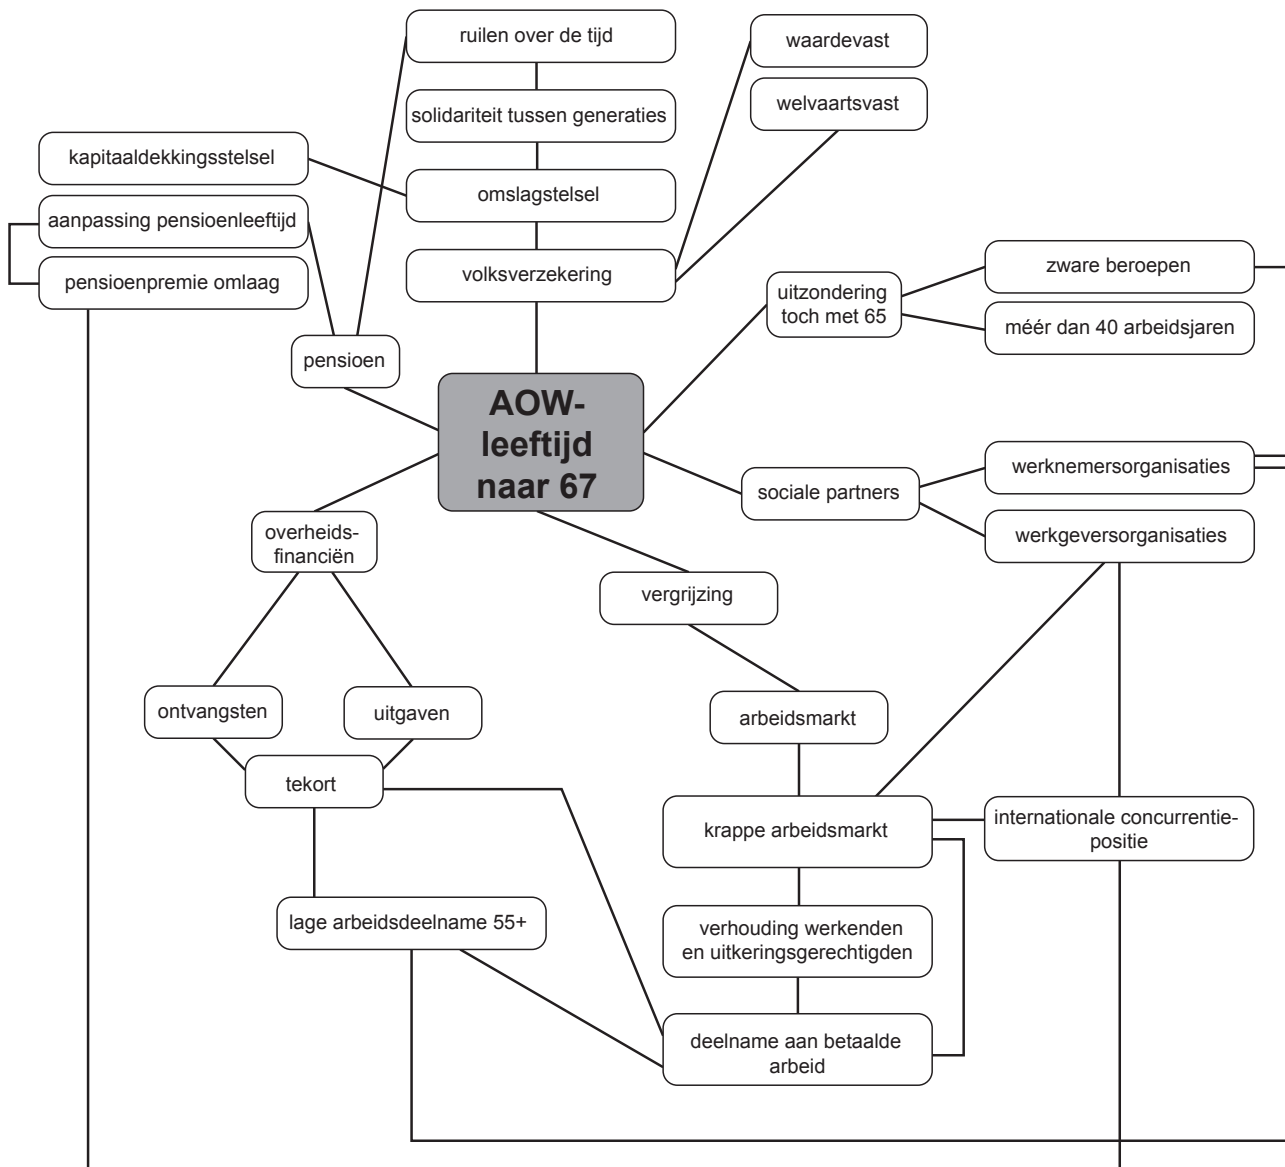 ruilen over de tijd
waardevast
welvaartsvast
solidariteit tussen generaties
kapitaaldekkingsstelsel
omslagstelsel
aanpassing pensioenleeftijd
volksverzekering
pensioenpremie omlaag
uitzondering
toch met 65
zware beroepen
méér dan 40 arbeidsjaren
pensioen
AOW-
leeftijd
naar 67
sociale partners
werknemersorganisaties
werkgeversorganisaties
overheids-
financiën
vergrijzing
ontvangsten
uitgaven
arbeidsmarkt
tekort
krappe arbeidsmarkt
internationale concurrentie-
positie
lage arbeidsdeelname 55+
verhouding werkenden
en uitkeringsgerechtigden
deelname aan betaalde
arbeid